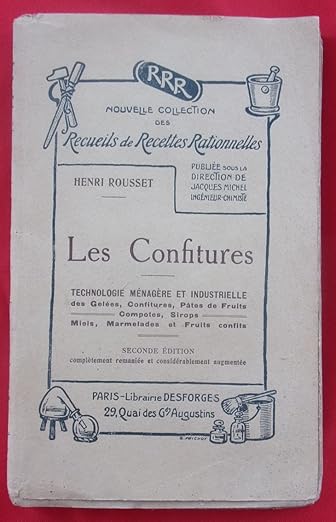 RRR
NOUVELLE COLLECTION
DES
Recueils de Recettes Rationnelles
PUBLIÉE SOUS LA
DIRECTION DE
JACQUES MICHEL
INGÉNIEUR-CHIMISTE
HENRI ROUSSET
Les Confitures
TECHNOLOGIE MÉNAGÈRE ET INDUSTRIELLE
des Gelées, Confitures, Pâtes de Fruits
Compotes, Sirops
Miels, Marmelades et Fruits confits
SECONDE ÉDITION
complètement remaniée et considérablement augmentée
PARIS-Librairie DESFORGES
29, Quai des Gds Augustins